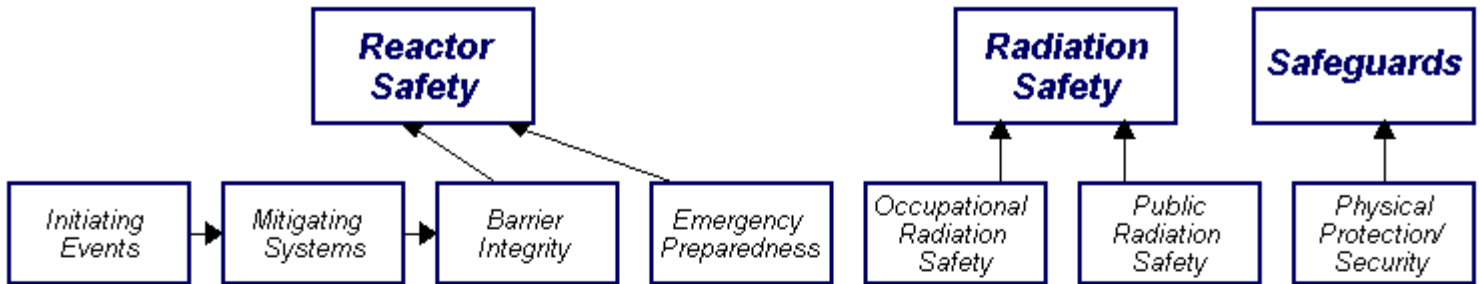 Reactor
Safety
Radiation
Safety
Safeguards
Initiating
Events
Mitigating
Systems
Barrier
Integrity
Emergency
Preparedness
Occupational
Radiation
Safety
Public
Radiation
Safety
Physical
Protection/
Security